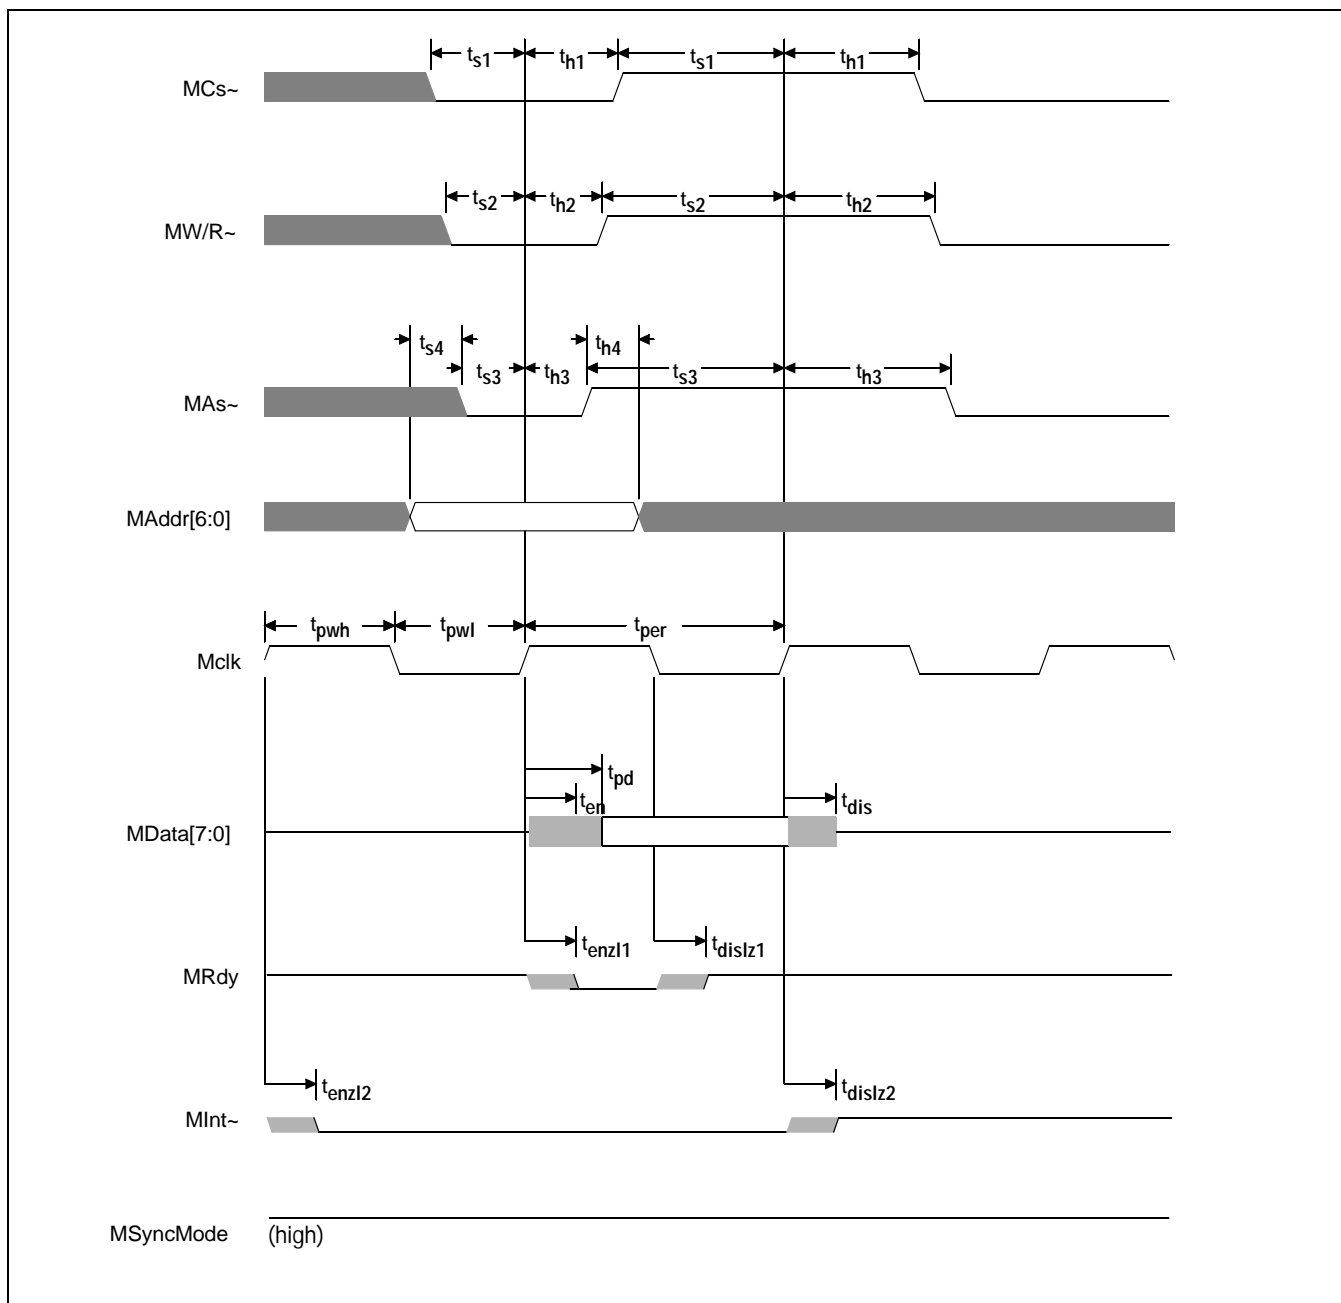 ts1 th1 ts1 th1
MCs~
ts2 th2 ts2 th2
MW/R~
ts4 th4
ts3 th3 ts3 th3
MAs~
MAddr[6:0]
tpwh tpwl tper
Mclk
tpd
ten tdis
MData[7:0]
tenzl1 tdislz1
MRdy
tenzl2 tdislz2
MInt~
MSyncMode (high)